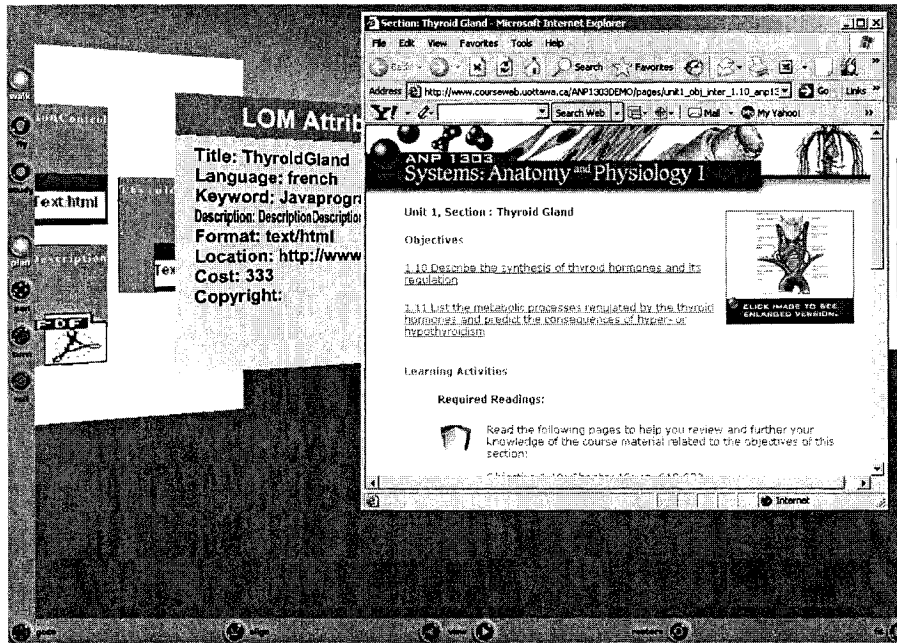 Section: Thyroid Gland - Microsoft Internet Explorer
File Edit View Favorites Tools Help
Search Favorites
Address http://www.courseweb.uottawa.ca/ANP1303DEMO/pages/unit1_obj_inter_1.10_anp13 Go Links »
Y! Search Web Mail My Yahoo! »
ANP 1303
Systems: Anatomy and Physiology 1
Unit 1, Section : Thyroid Gland
Objectives
1.10 Describe the synthesis of thyroid hormones and its
regulation
1.11 List the metabolic processes regulated by the thyroid
hormones and predict the consequences of hyper- or
hypothyroidism
CLICK IMAGE TO SEE
ENLARGED VERSION.
Learning Activities
Required Readings:
Read the following pages to help you review and further your
knowledge of the course material related to the objectives of this
section:
Internet
LOM Attrib
Title: ThyroidGland
Language: french
Keyword: Javaprogra
Description: DescriptionDescription
Format: text/html
Location: http://www
Cost: 333
Copyright:
Text html
Tex
PDF